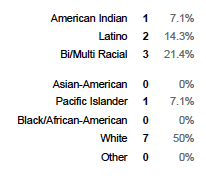 American Indian 1 7.1%
Latino 2 14.3%
Bi/Multi Racial 3 21.4%
Asian-American 0 0%
Pacific Islander 1 7.1%
Black/African-American 0 0%
White 7 50%
Other 0 0%